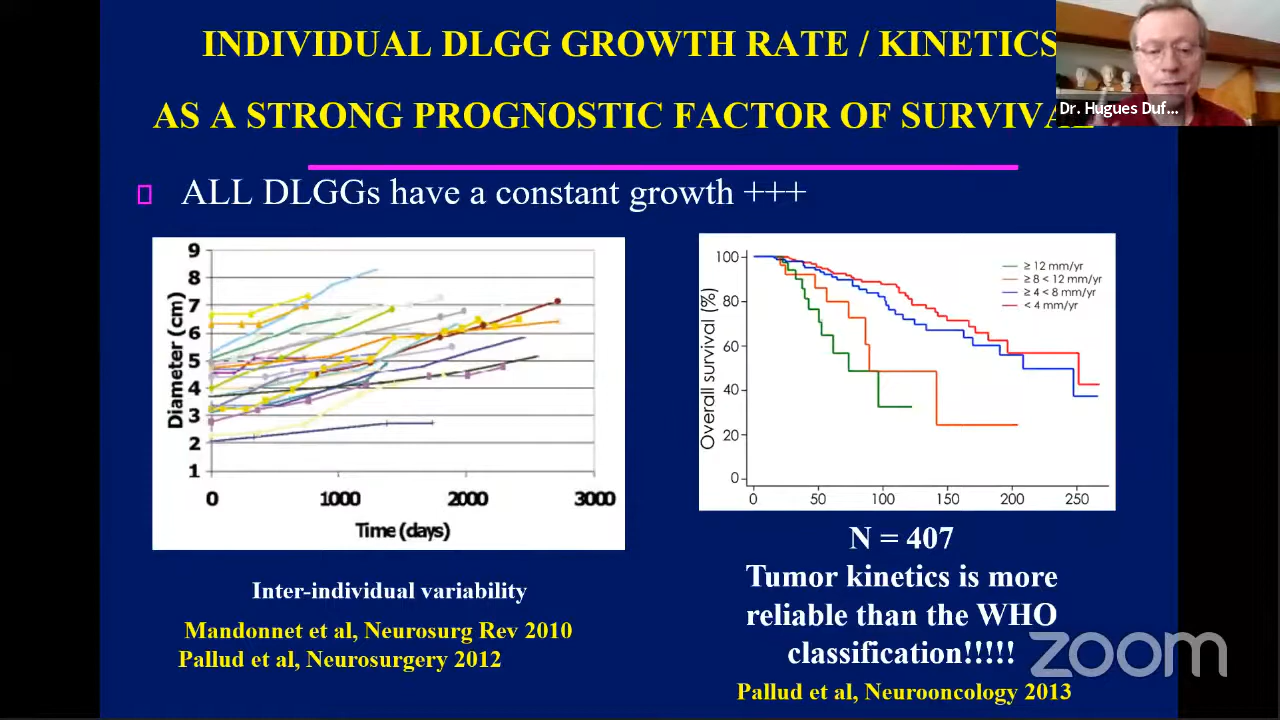 INDIVIDUAL DLGG GROWTH RATE / KINETICS
AS A STRONG PROGNOSTIC FACTOR OF SURVIVAL
Dr. Hugues Duf...
ALL DLGGs have a constant growth +++
Diameter (cm)
9
8
7
6
5
4
3
2
1
0 1000 2000 3000
Time (days)
Overall survival (%)
100
80
60
40
20
0
≥ 12 mm/yr
≥ 8 < 12 mm/yr
≥ 4 < 8 mm/yr
< 4 mm/yr
0 50 100 150 200 250
Inter-individual variability
Mandonnet et al, Neurosurg Rev 2010
Pallud et al, Neurosurgery 2012
N = 407
Tumor kinetics is more
reliable than the WHO
classification!!!!!
Pallud et al, Neurooncology 2013
zoom